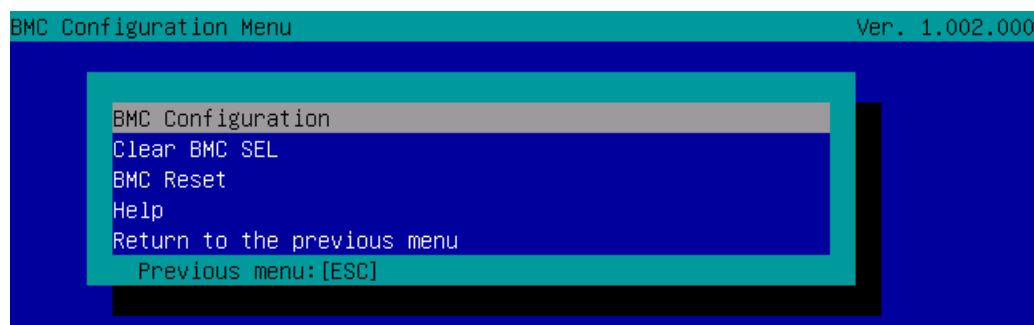 BMC Configuration Menu Ver. 1.002.000
BMC Configuration
Clear BMC SEL
BMC Reset
Help
Return to the previous menu
Previous menu:[ESC]